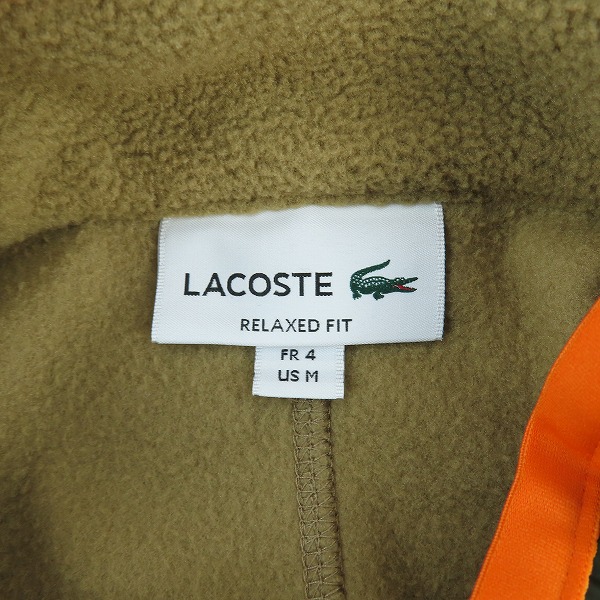 LACOSTE
RELAXED FIT
FR 4
US M